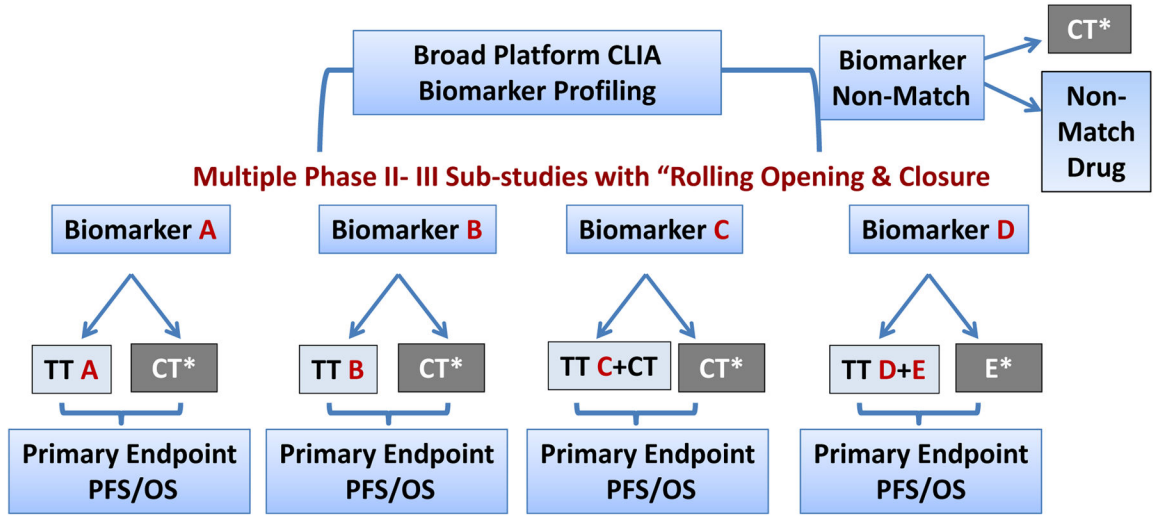 Broad Platform CLIA
Biomarker Profiling
Biomarker
Non-Match
CT*
Non-
Match
Drug
Multiple Phase II- III Sub-studies with “Rolling Opening & Closure
Biomarker A
Biomarker B
Biomarker C
Biomarker D
TT A
CT*
TT B
CT*
TT C+CT
CT*
TT D+E
E*
Primary Endpoint
PFS/OS
Primary Endpoint
PFS/OS
Primary Endpoint
PFS/OS
Primary Endpoint
PFS/OS